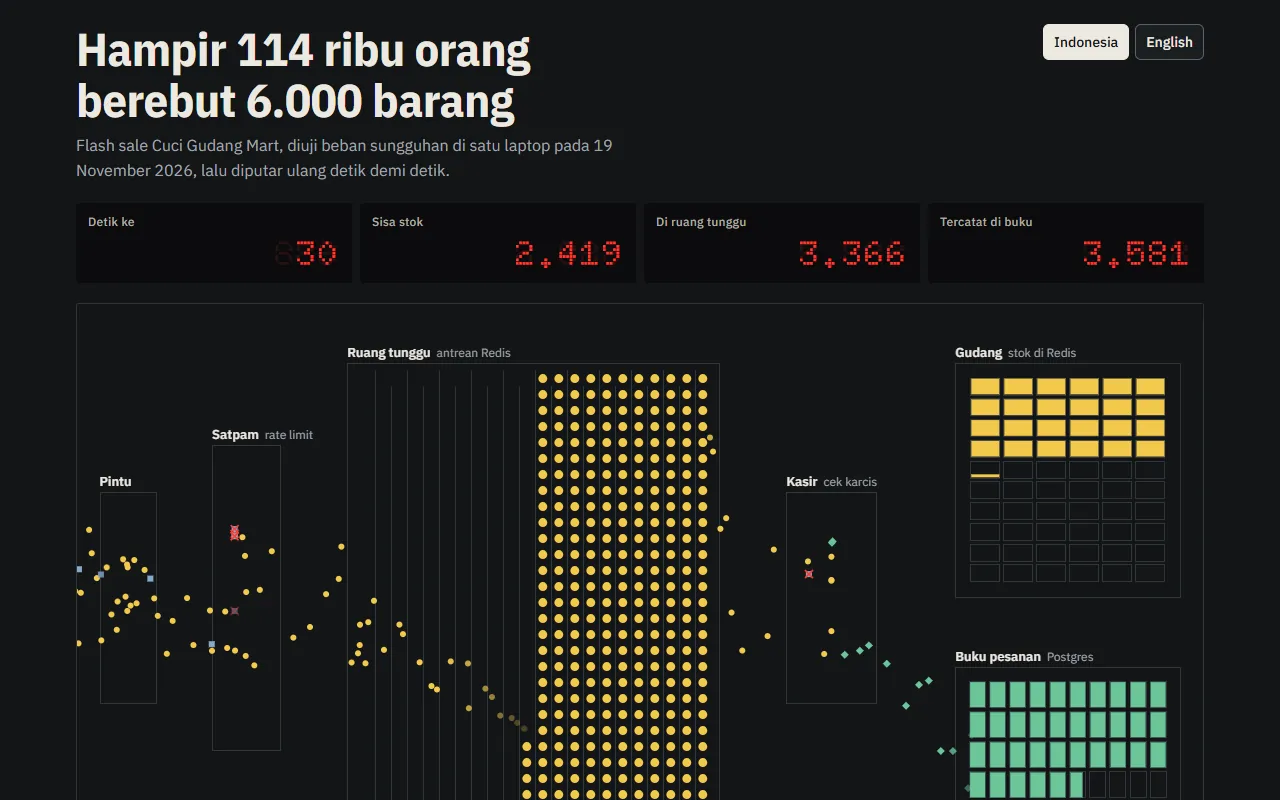 Hampir 114 ribu orang
berebut 6.000 barang
Indonesia
English
Flash sale Cuci Gudang Mart, diuji beban sungguhan di satu laptop pada 19
November 2026, lalu diputar ulang detik demi detik.
Detik ke
30
Sisa stok
2,419
Di ruang tunggu
3,366
Tercatat di buku
3,581
Ruang tunggu antrean Redis
Gudang stok di Redis
Satpam rate limit
Pintu
Kasir cek karcis
Buku pesanan Postgres